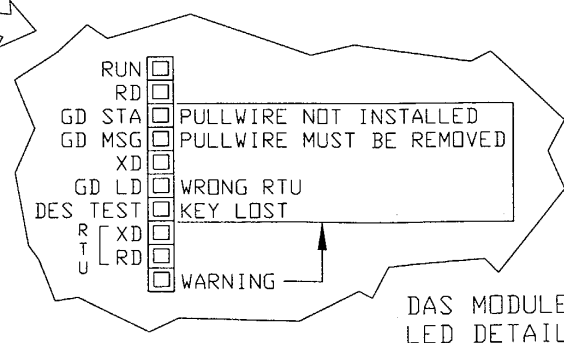 RUN
RD
GD STA PULLWIRE NOT INSTALLED
GD MSG PULLWIRE MUST BE REMOVED
XD
GD LD WRONG RTU
DES TEST KEY LOST
RTU
XD
RD
WARNING
DAS MODULE
LED DETAIL